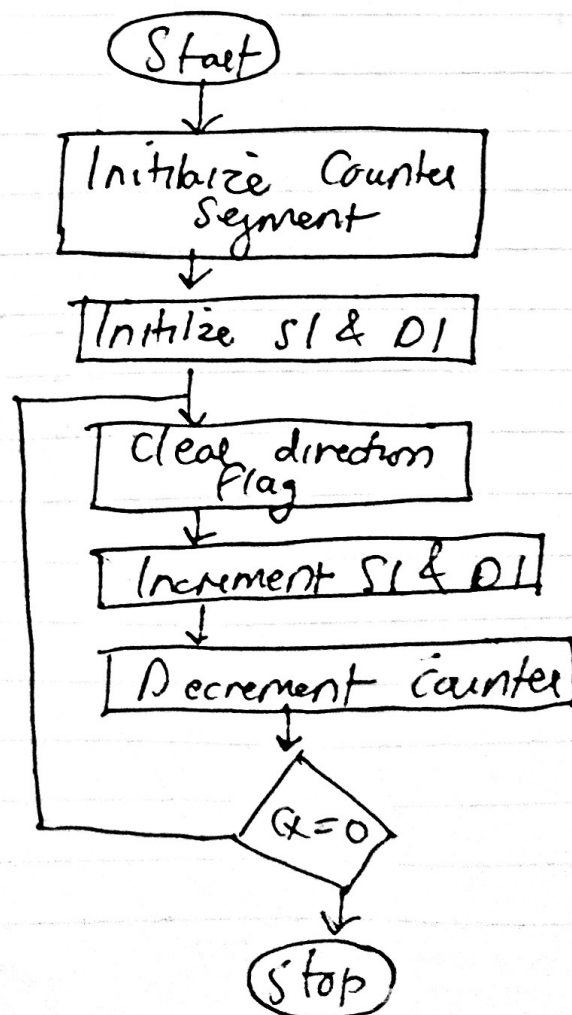 Start
Initilaize Counter
Segment
Initilize SI & DI
Clear direction
Flag
Increment SI & DI
Decrement Counter
CX = 0
Stop